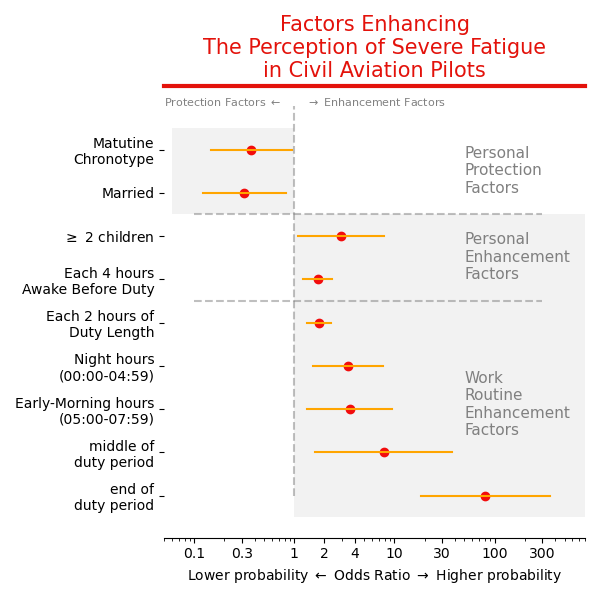 Factors Enhancing
The Perception of Severe Fatigue
in Civil Aviation Pilots
Protection Factors ← → Enhancement Factors
Matutine
Chronotype
Married
≥ 2 children
Each 4 hours
Awake Before Duty
Each 2 hours of
Duty Length
Night hours
(00:00-04:59)
Early-Morning hours
(05:00-07:59)
middle of
duty period
end of
duty period
Personal
Protection
Factors
Personal
Enhancement
Factors
Work
Routine
Enhancement
Factors
0.1 0.3 1 2 4 10 30 100 300
Lower probability ← Odds Ratio → Higher probability